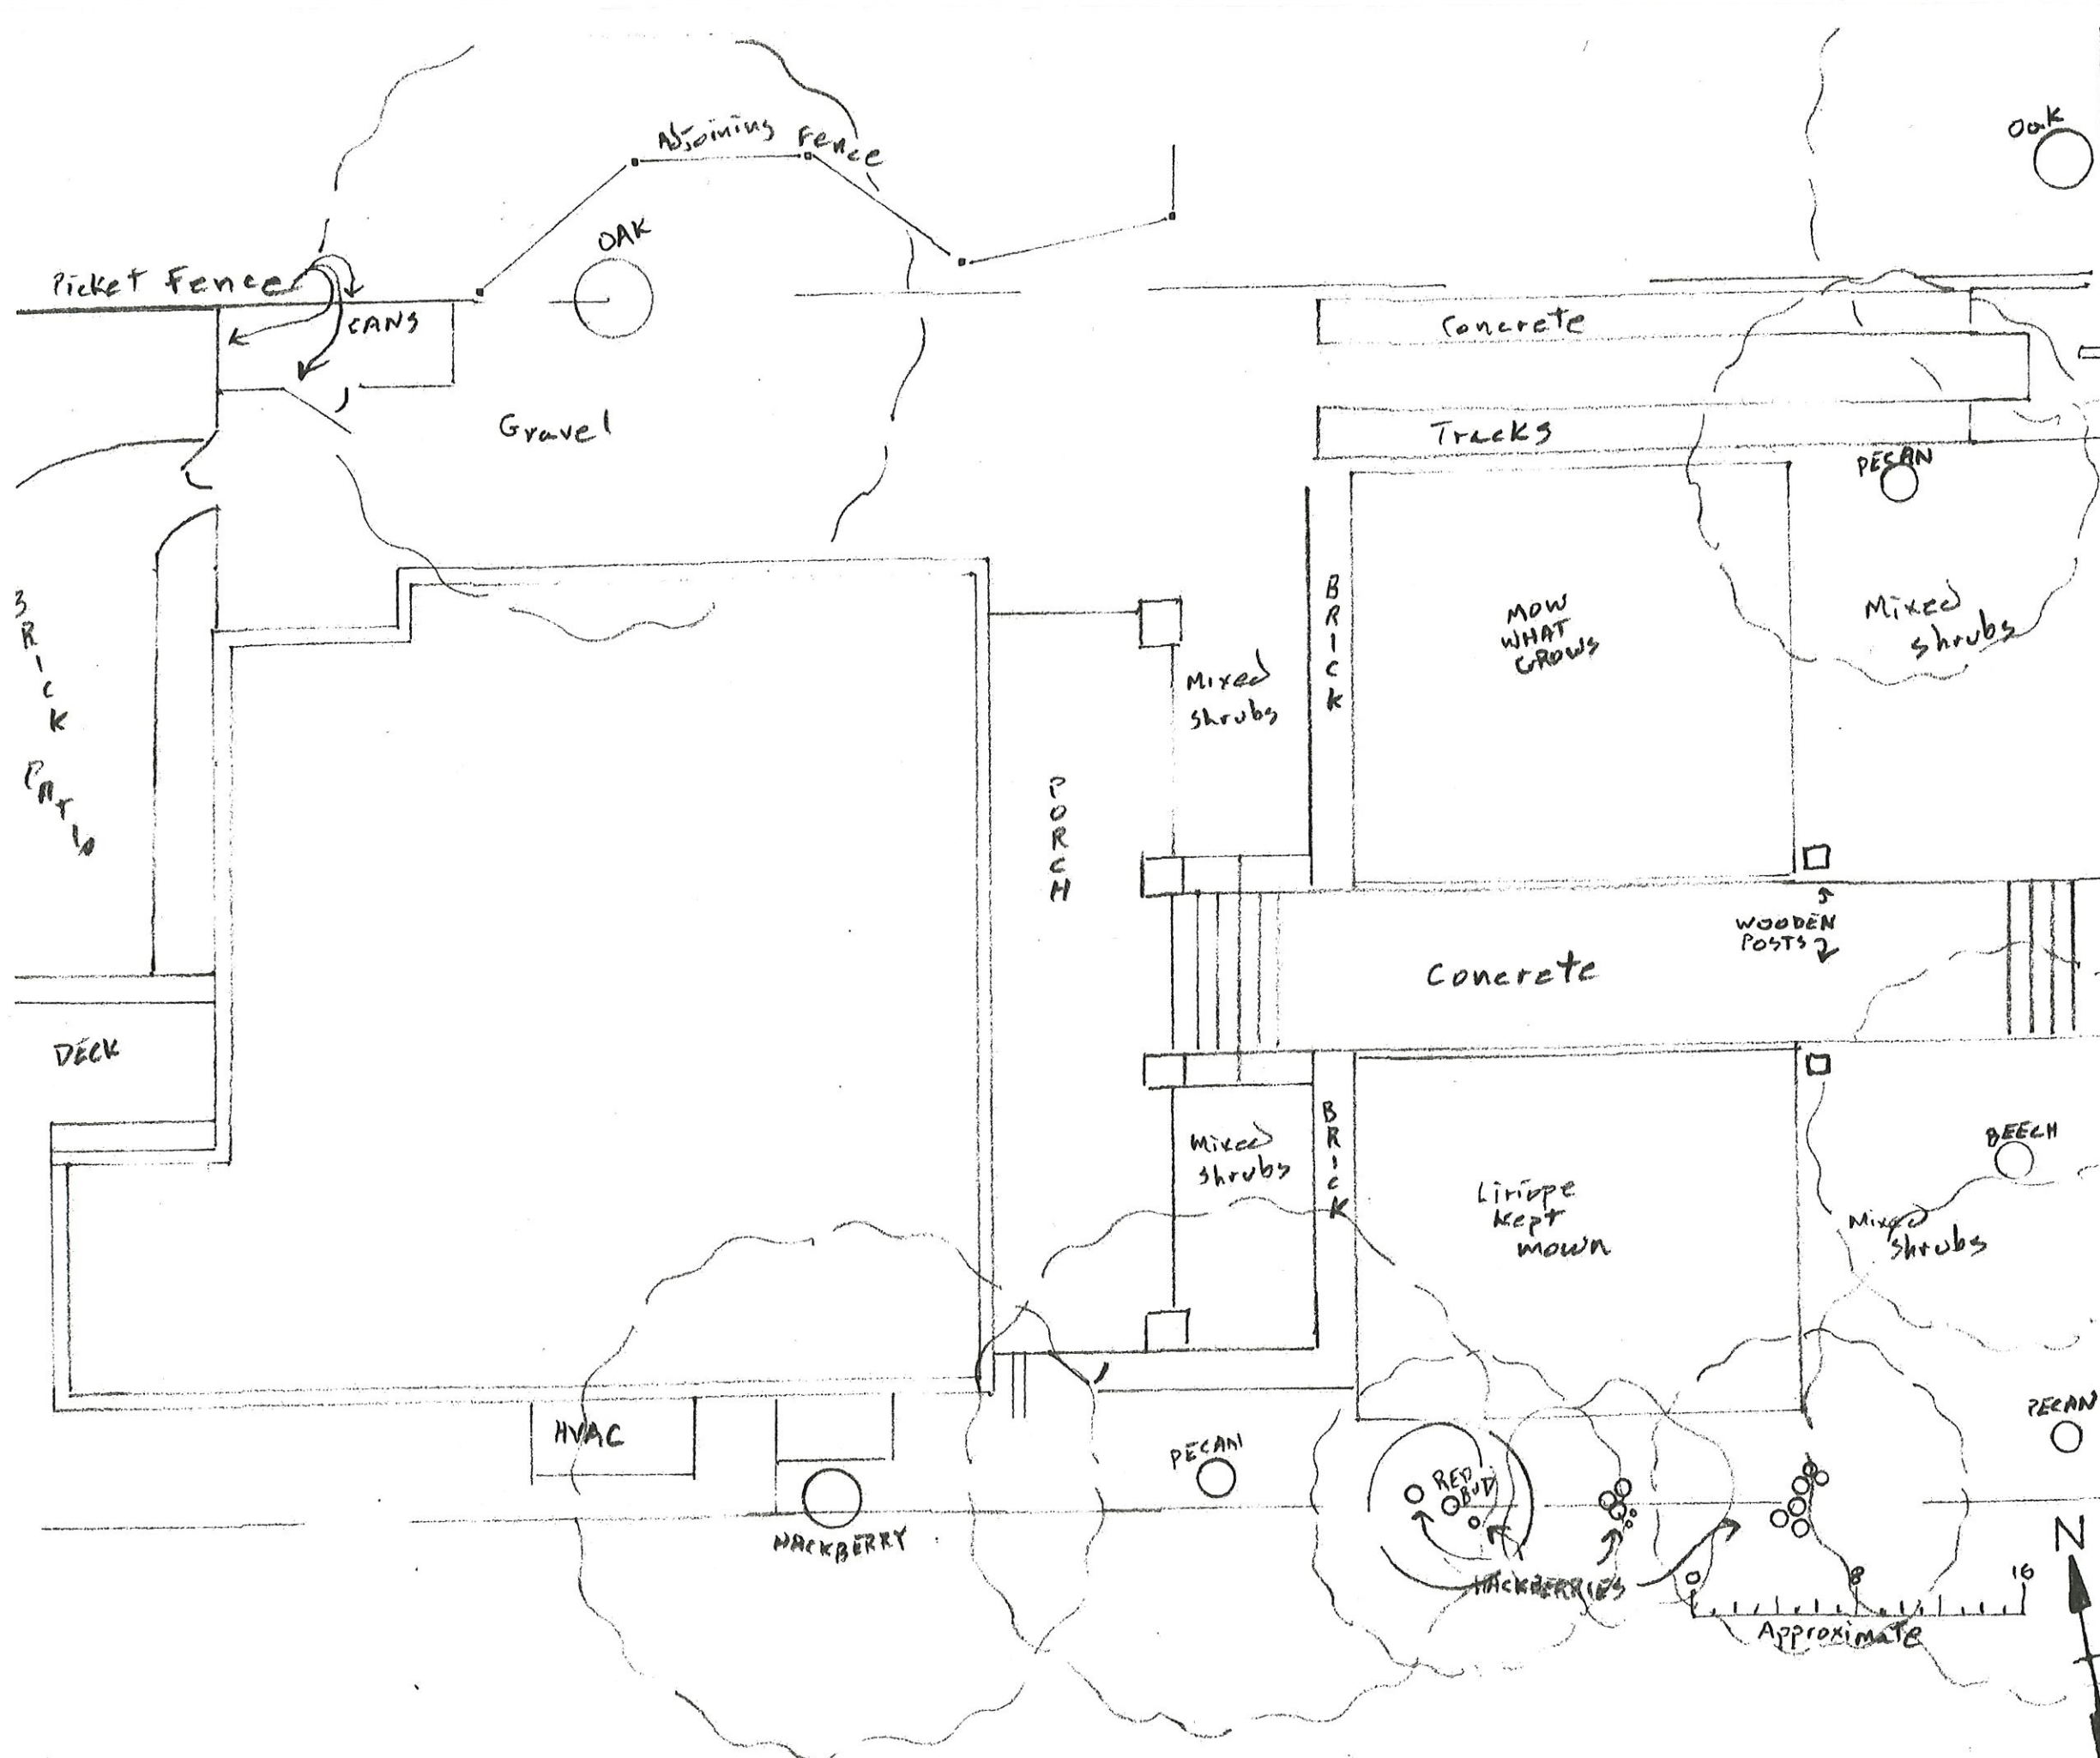 Oak
Adjoining Fence
OAK
Picket Fence
CANS
Concrete
Gravel
Tracks
PECAN
BRICK
MOW
WHAT
GROWS
Mixed
shrubs
Mixed
shrubs
BRICK
PATIO
PORCH
WOODEN
POSTS
Concrete
DECK
BRICK
Mixed
shrubs
BEECH
Liriope
Kept
mown
Mixed
shrubs
PECAN
HVAC
PECAN
RED
BUD
HACKBERRY
N
HACKBERRIES
0 8 16
Approximate